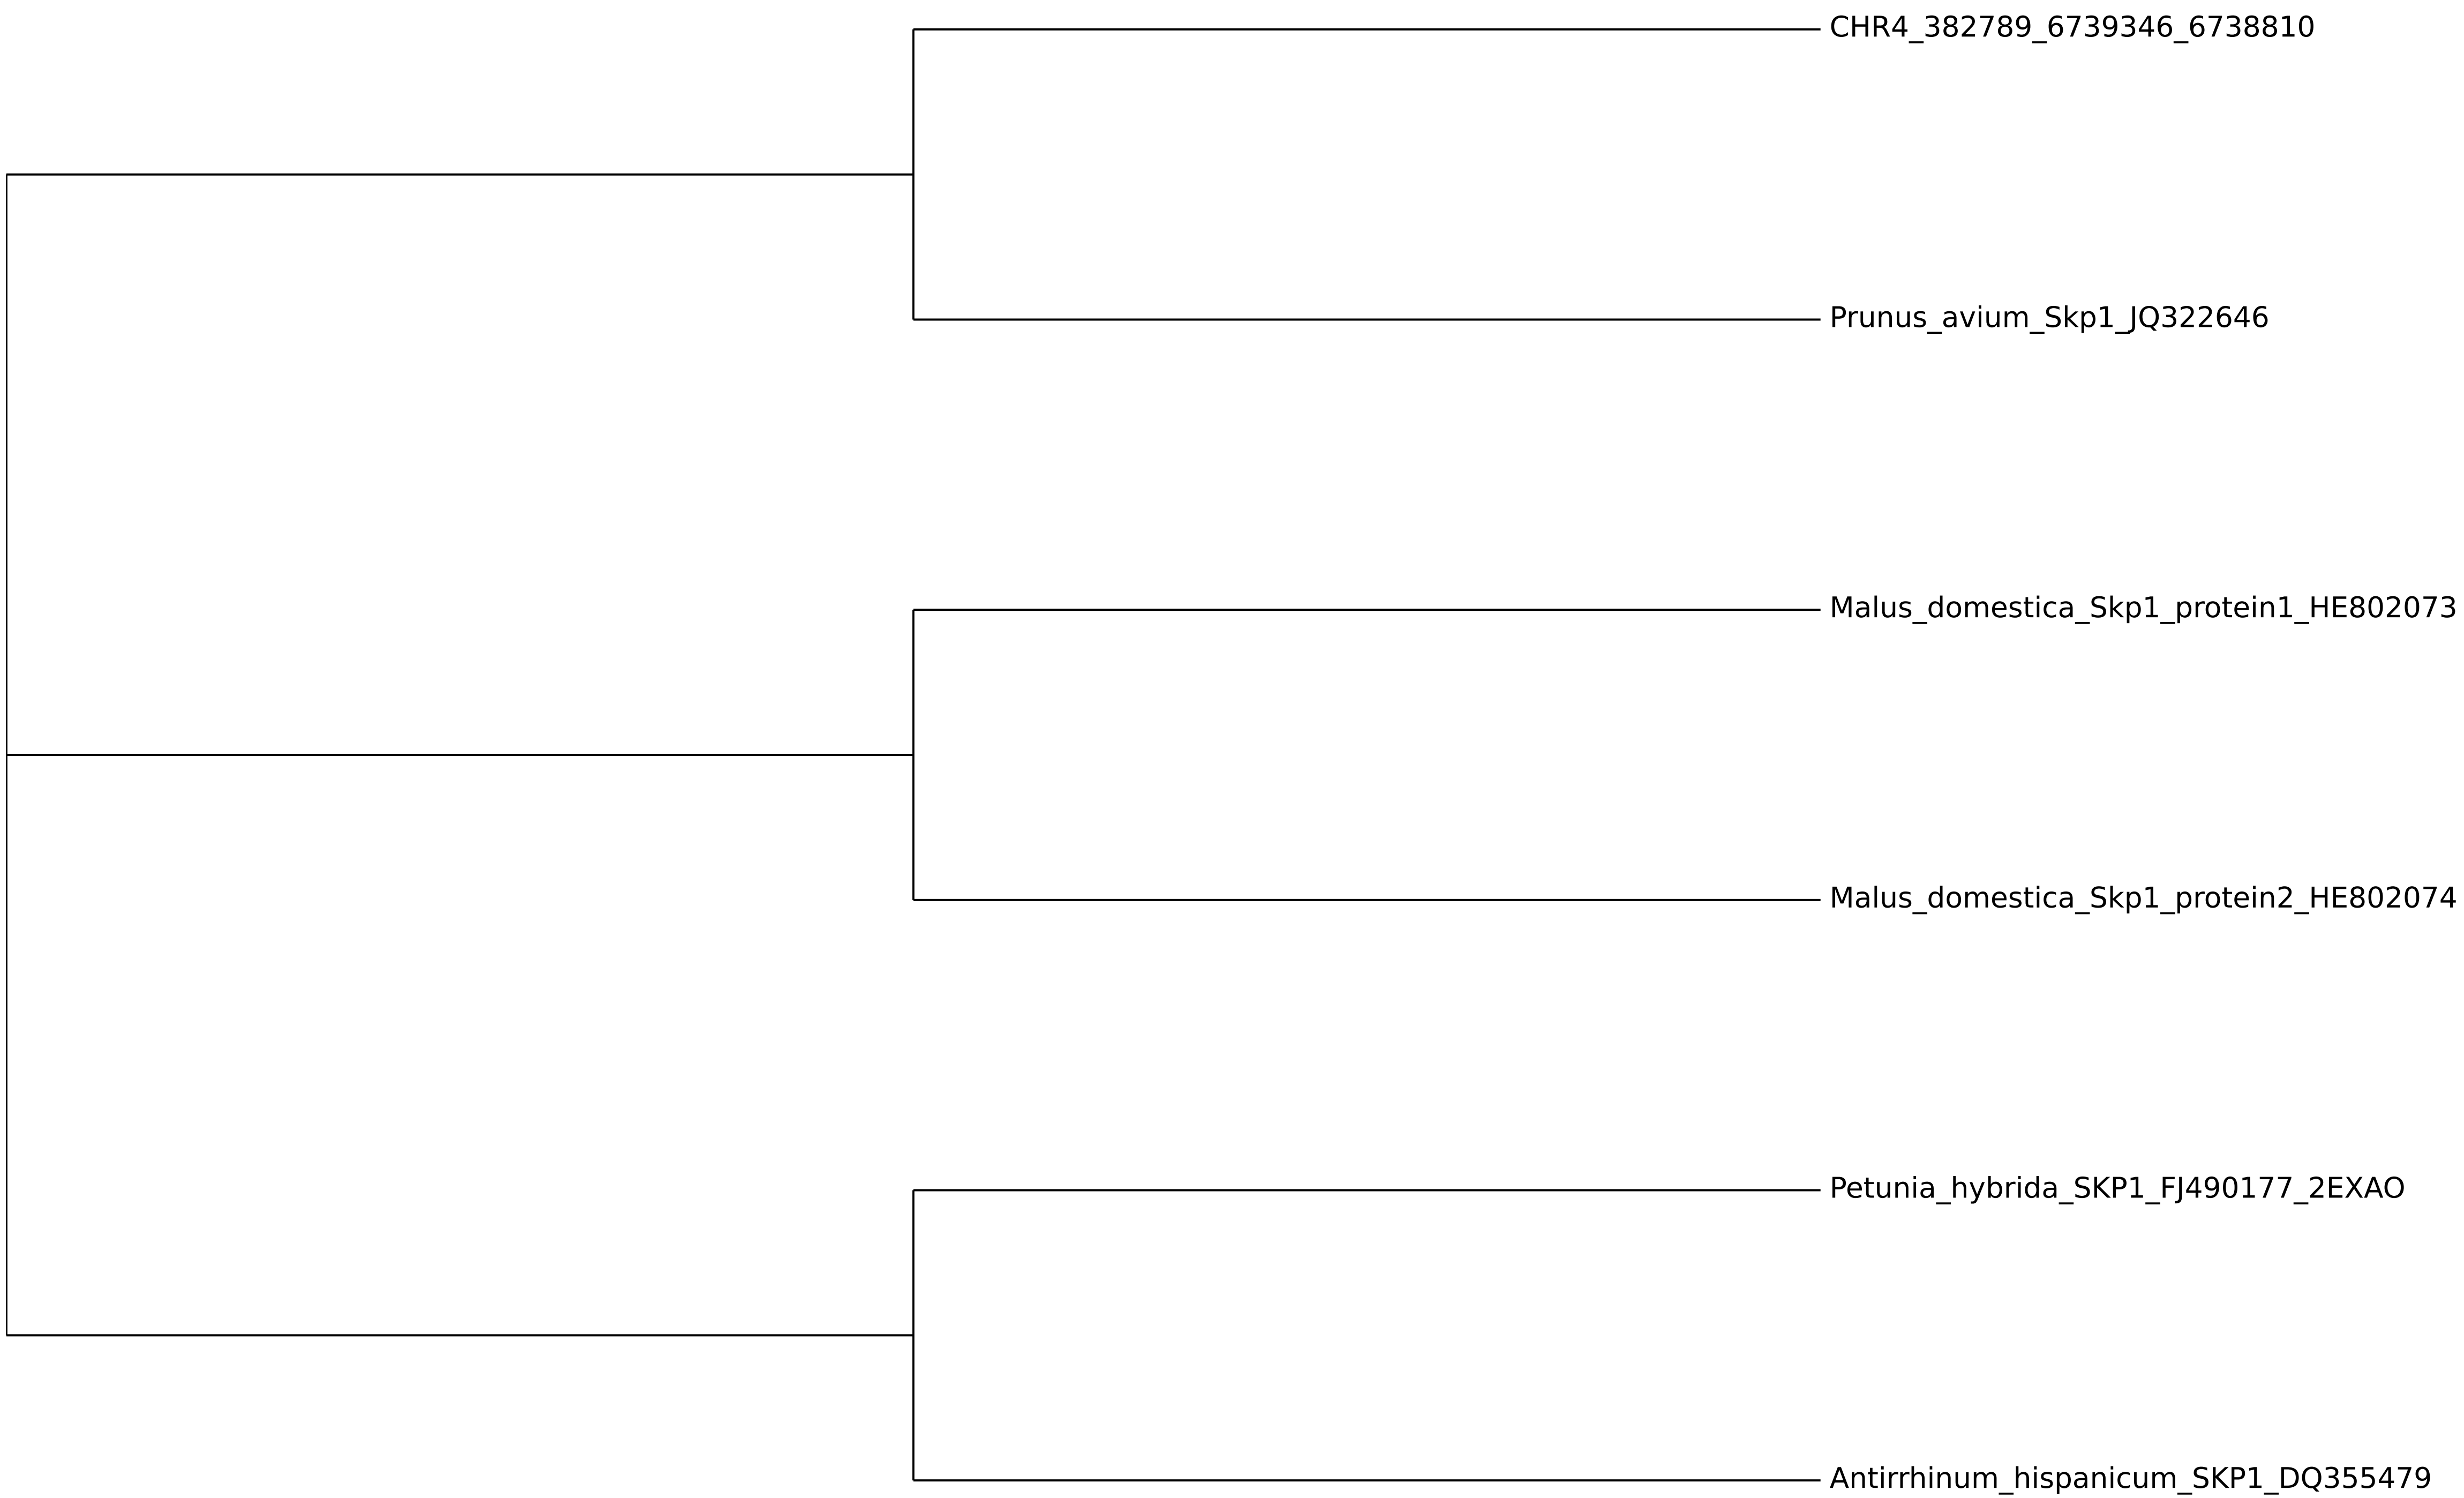 CHR4_382789_6739346_6738810
Prunus_avium_Skp1_JQ322646
Malus_domestica_Skp1_protein1_HE802073
Malus_domestica_Skp1_protein2_HE802074
Petunia_hybrida_SKP1_FJ490177_2EXAO
Antirrhinum_hispanicum_SKP1_DQ355479